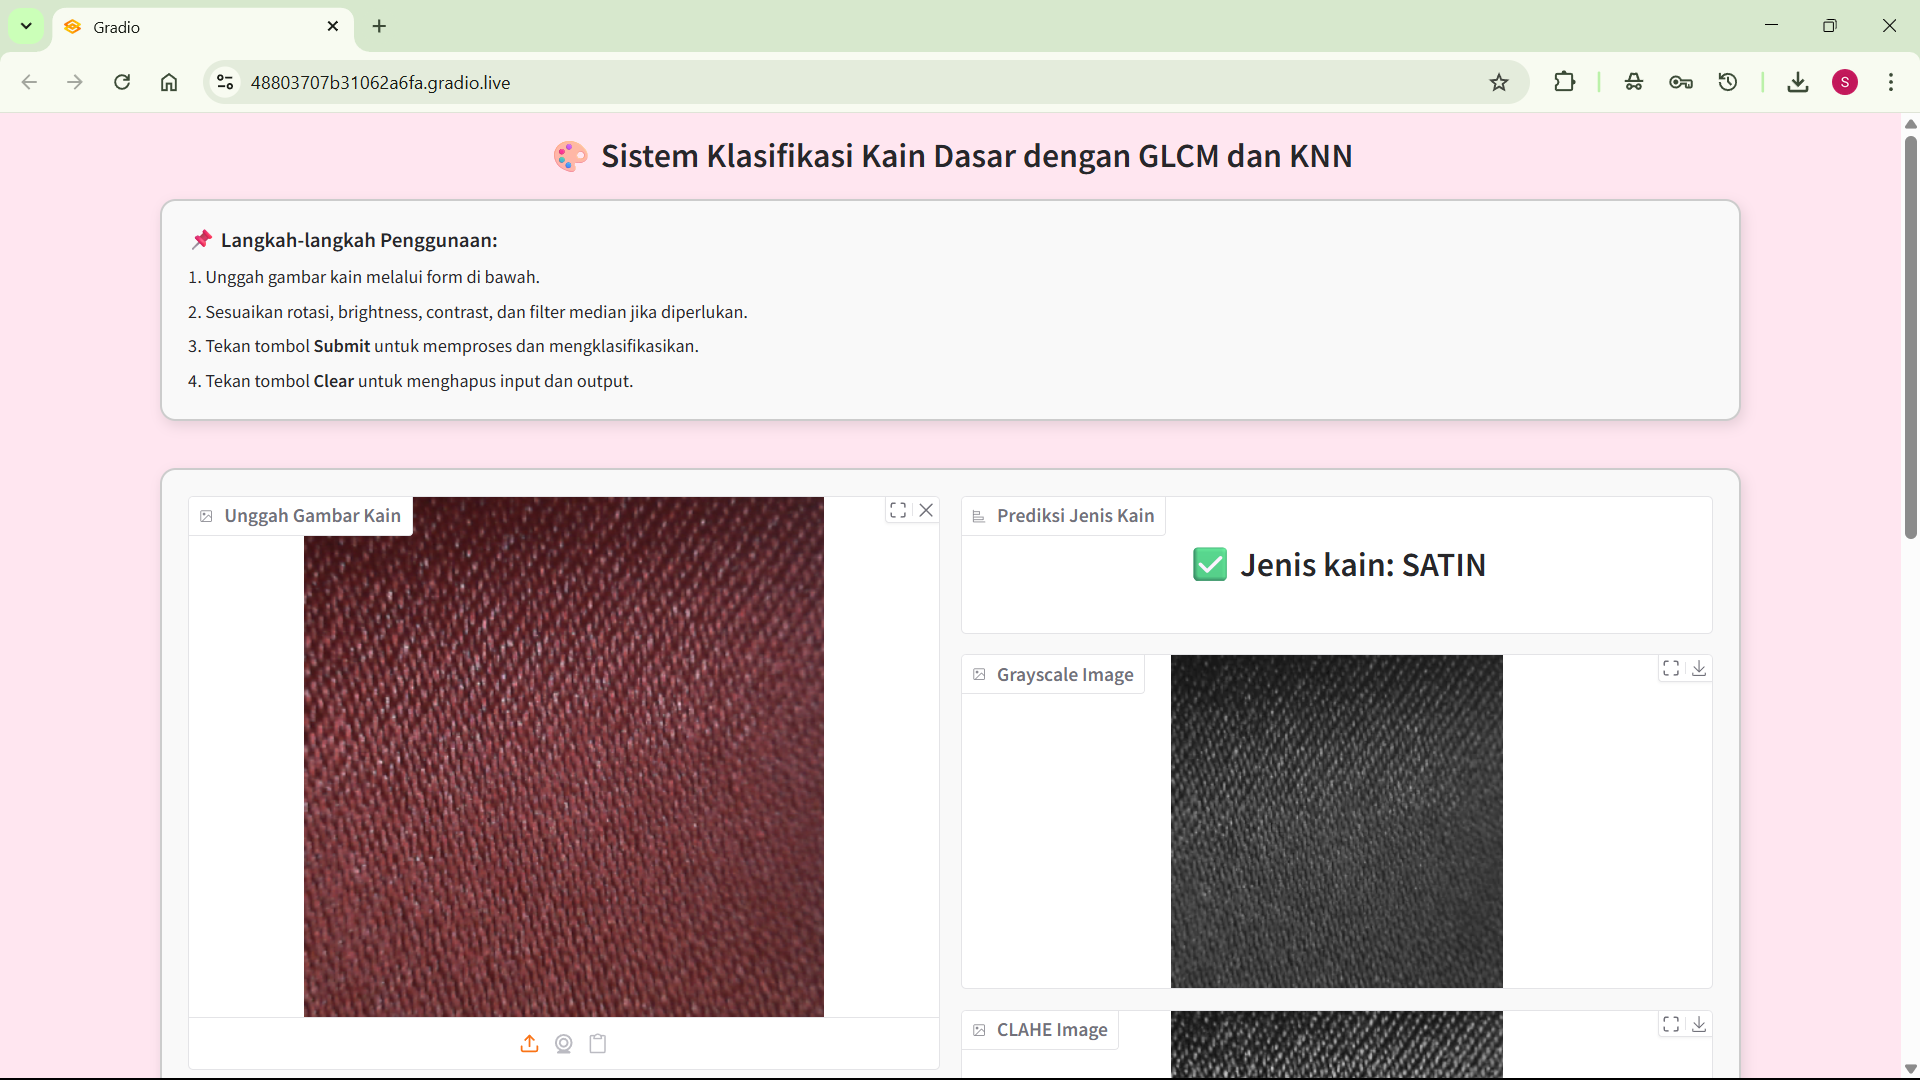 Gradio
48803707b31062a6fa.gradio.live
S
Sistem Klasifikasi Kain Dasar dengan GLCM dan KNN
Langkah-langkah Penggunaan:
1. Unggah gambar kain melalui form di bawah.
2. Sesuaikan rotasi, brightness, contrast, dan filter median jika diperlukan.
3. Tekan tombol Submit untuk memproses dan mengklasifikasikan.
4. Tekan tombol Clear untuk menghapus input dan output.
Unggah Gambar Kain
Prediksi Jenis Kain
Jenis kain: SATIN
Grayscale Image
CLAHE Image